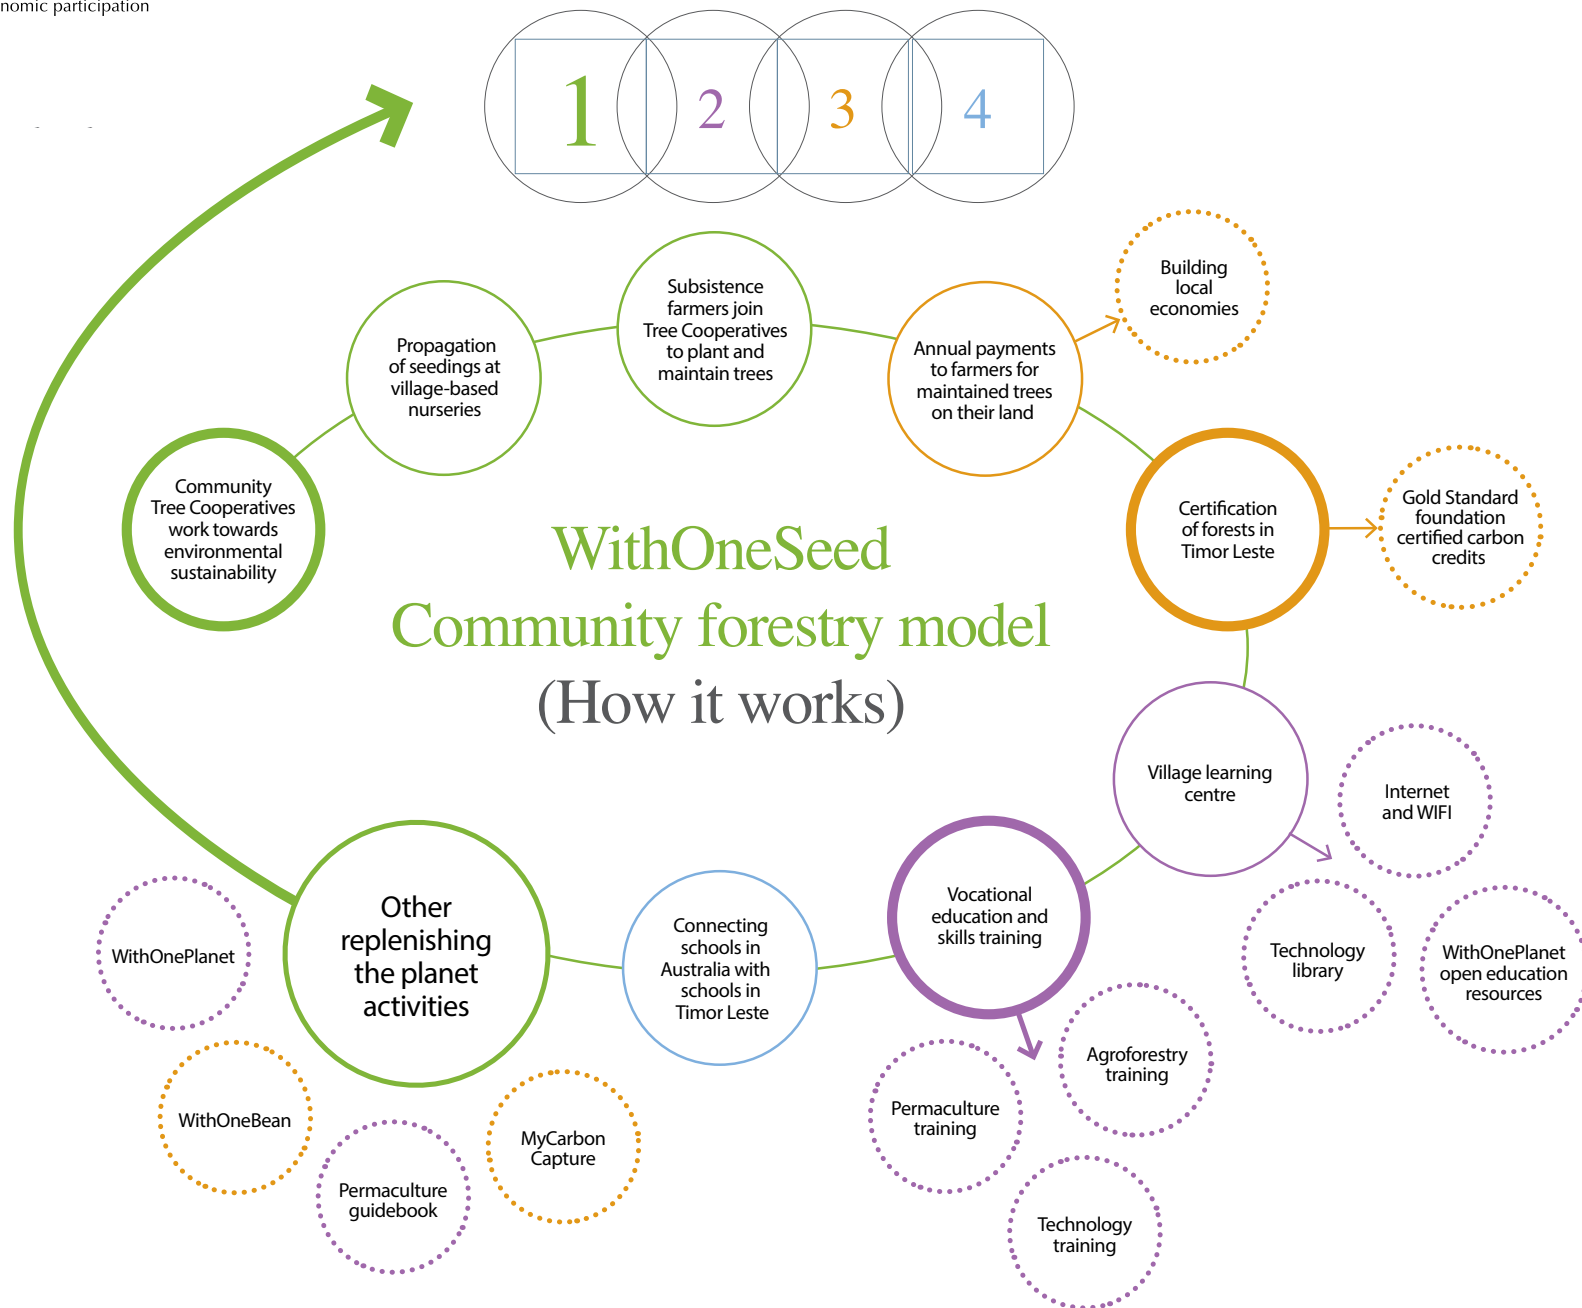 nomic participation
1 2 3 4
Building
local
economies
Subsistence
farmers join
Tree Cooperatives
to plant and
maintain trees
Propagation
of seedings at
village-based
nurseries
Annual payments
to farmers for
maintained trees
on their land
Community
Tree Cooperatives
work towards
environmental
sustainability
Certification
of forests in
Timor Leste
Gold Standard
foundation
certified carbon
credits
WithOneSeed
Community forestry model
(How it works)
Village learning
centre
Internet
and WIFI
Technology
library
WithOnePlanet
open education
resources
Vocational
education and
skills training
Agroforestry
training
Permaculture
training
Technology
training
Connecting
schools in
Australia with
schools in
Timor Leste
Other
replenishing
the planet
activities
WithOnePlanet
WithOneBean
Permaculture
guidebook
MyCarbon
Capture